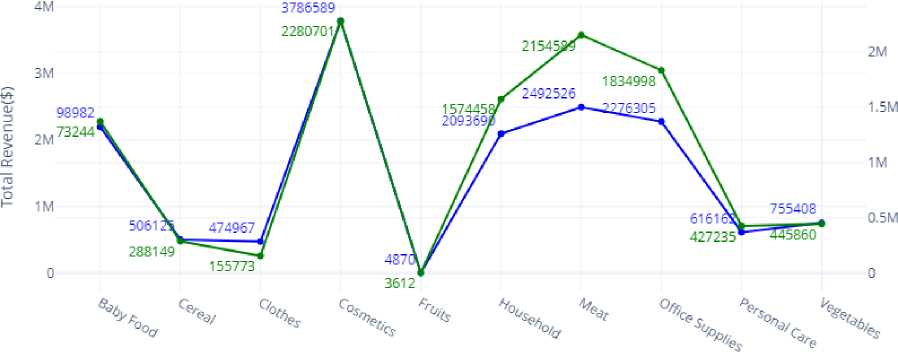 4M
3M
2M
1M
0
Total Revenue($)
2M
1.5M
1M
0.5M
0
3786589
2280701
98982
73244
506125
288149
474967
155773
4870
3612
1574458
2093690
2154589
2492526
1834998
2276305
427235
755408
445860
Baby Food
Cereal
Clothes
Cosmetics
Fruits
Household
Meat
Office Supplies
Personal Care
Vegetables